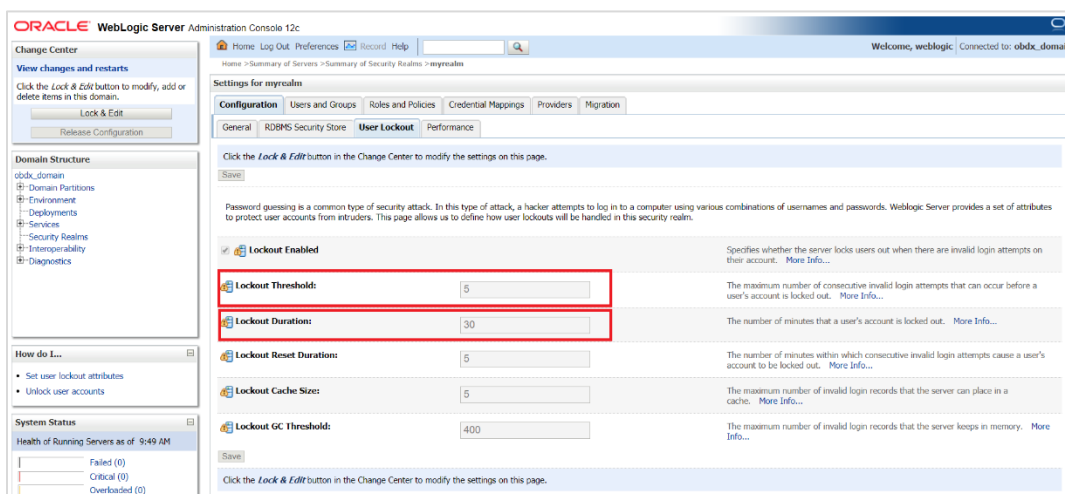 ORACLE WebLogic Server Administration Console 12c
Change Center
View changes and restarts
Click the Lock & Edit button to modify, add or
delete items in this domain.
Lock & Edit
Release Configuration
Domain Structure
obdx_domain
Domain Partitions
Environment
Deployments
Services
Security Realms
Interoperability
Diagnostics
How do I...
Set user lockout attributes
Unlock user accounts
System Status
Health of Running Servers as of 9:49 AM
Failed (0)
Critical (0)
Overloaded (0)
Home Log Out Preferences Record Help
Welcome, weblogic Connected to: obdx_domai
Home >Summary of Servers >Summary of Security Realms >myrealm
Settings for myrealm
Configuration Users and Groups Roles and Policies Credential Mappings Providers Migration
General RDBMS Security Store User Lockout Performance
Click the Lock & Edit button in the Change Center to modify the settings on this page.
Save
Password guessing is a common type of security attack. In this type of attack, a hacker attempts to log in to a computer using various combinations of usernames and passwords. Weblogic Server provides a set of attributes
to protect user accounts from intruders. This page allows us to define how user lockouts will be handled in this security realm.
Lockout Enabled
Specifies whether the server locks users out when there are invalid login attempts on
their account. More Info...
Lockout Threshold: 5
The maximum number of consecutive invalid login attempts that can occur before a
user's account is locked out. More Info...
Lockout Duration: 30
The number of minutes that a user's account is locked out. More Info...
Lockout Reset Duration: 5
The number of minutes within which consecutive invalid login attempts cause a user's
account to be locked out. More Info...
Lockout Cache Size: 5
The maximum number of invalid login records that the server can place in a
cache. More Info...
Lockout GC Threshold: 400
The maximum number of invalid login records that the server keeps in memory. More
Info...
Save
Click the Lock & Edit button in the Change Center to modify the settings on this page.